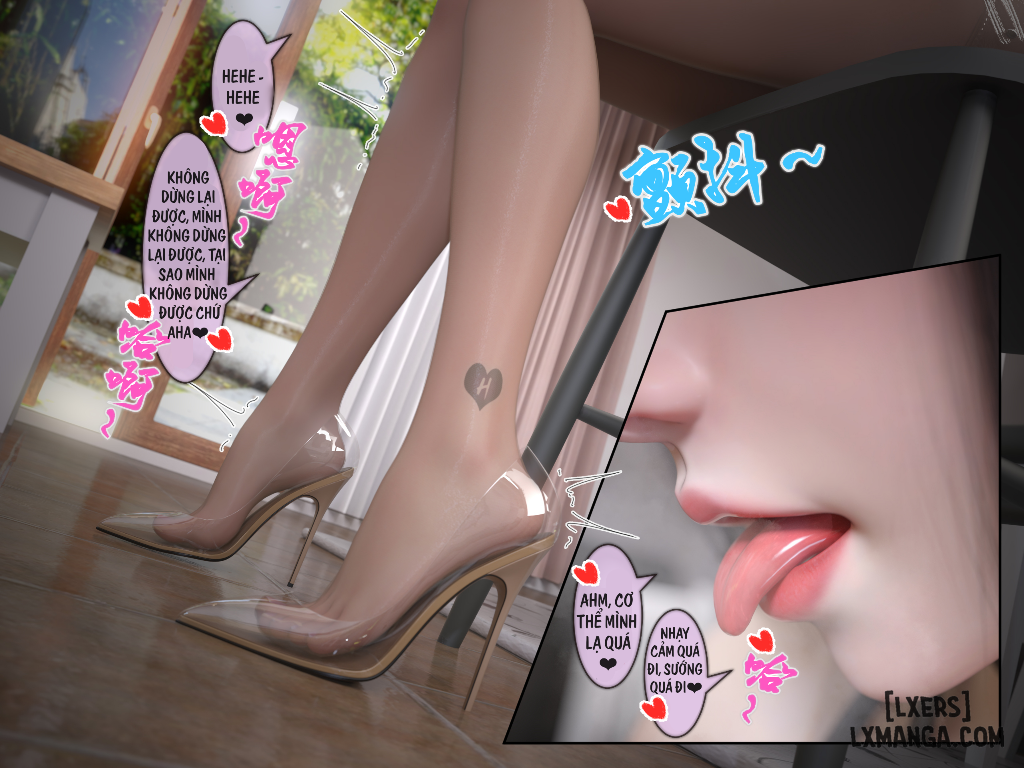 HEHE -
HEHE
❤
嗯啊~
KHÔNG
DỪNG LẠI
ĐƯỢC, MÌNH
KHÔNG DỪNG
LẠI ĐƯỢC, TẠI
SAO MÌNH
KHÔNG DỪNG
ĐƯỢC CHỨ
AHA❤
哈啊~
颤抖~
H
AHM, CƠ
THỂ MÌNH
LẠ QUÁ
❤
NHẠY
CẢM QUÁ
ĐI, SƯỚNG
QUÁ ĐI❤
哈~
[LXERS]
LXMANGA.COM